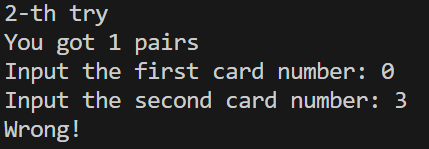 2-th try
You got 1 pairs
Input the first card number: 0
Input the second card number: 3
Wrong!